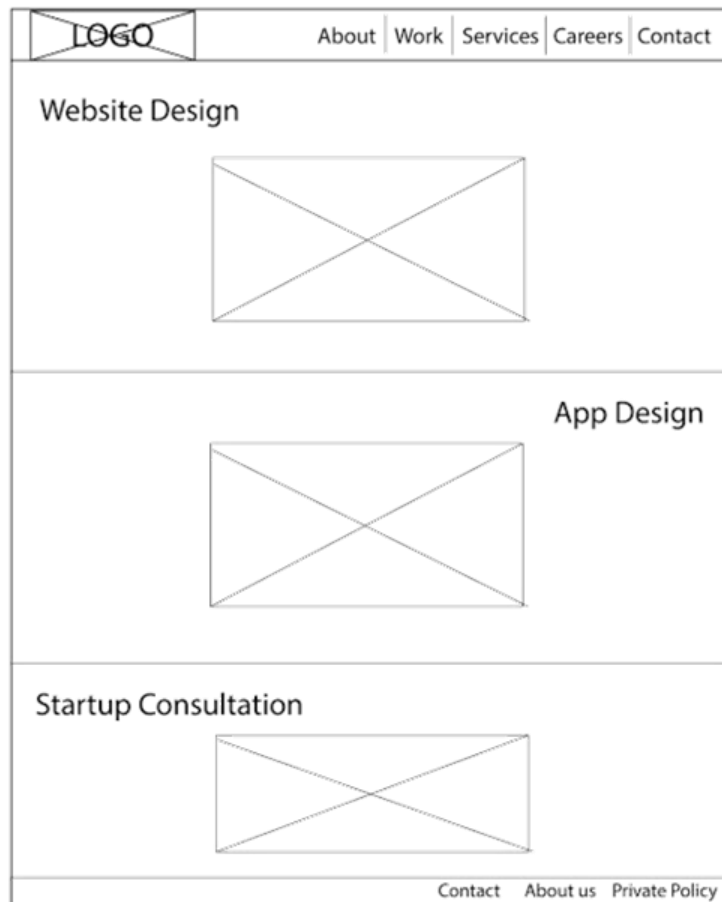 LOGO About Work Services Careers Contact
Website Design
App Design
Startup Consultation
Contact About us Private Policy